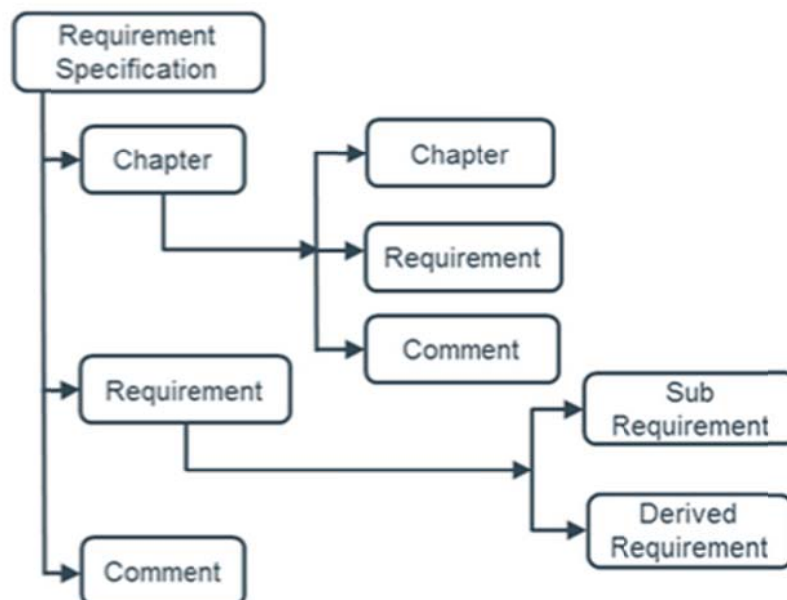 Requirement
Specification
Chapter
Chapter
Requirement
Comment
Requirement
Sub
Requirement
Derived
Requirement
Comment